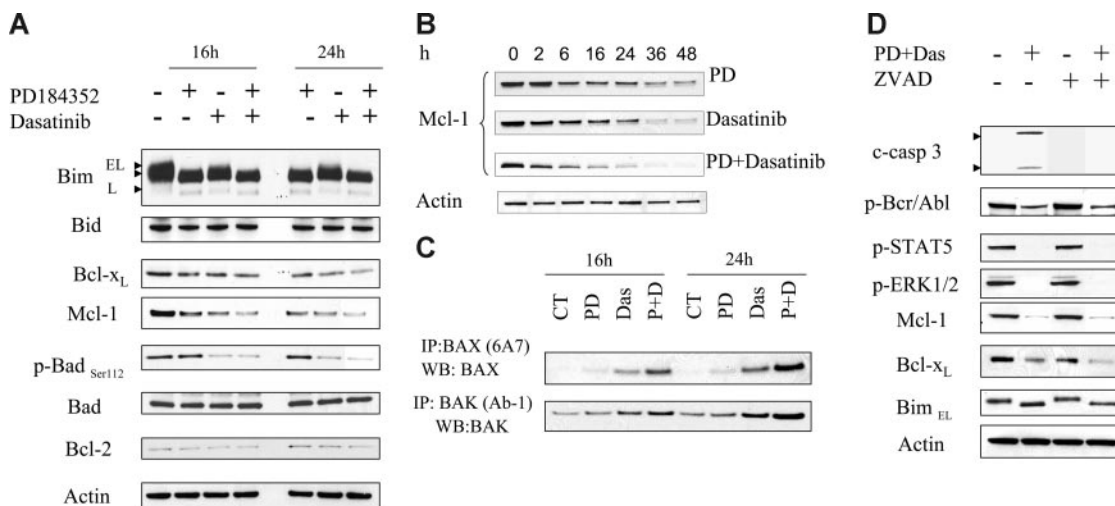 A
16h 24h
PD184352 - + - + + - +
Dasatinib - - + + - + +
Bim EL
L
Bid
Bcl-xL
Mcl-1
p-Bad Ser112
Bad
Bcl-2
Actin
B
h 0 2 6 16 24 36 48
PD
Mcl-1 Dasatinib
PD+Dasatinib
Actin
C
16h 24h
CT PD Das P+D CT PD Das P+D
IP:BAX (6A7)
WB: BAX
IP: BAK (Ab-1)
WB:BAK
D
PD+Das - + - +
ZVAD - - + +
c-casp 3
p-Bcr/Abl
p-STAT5
p-ERK1/2
Mcl-1
Bcl-xL
Bim EL
Actin